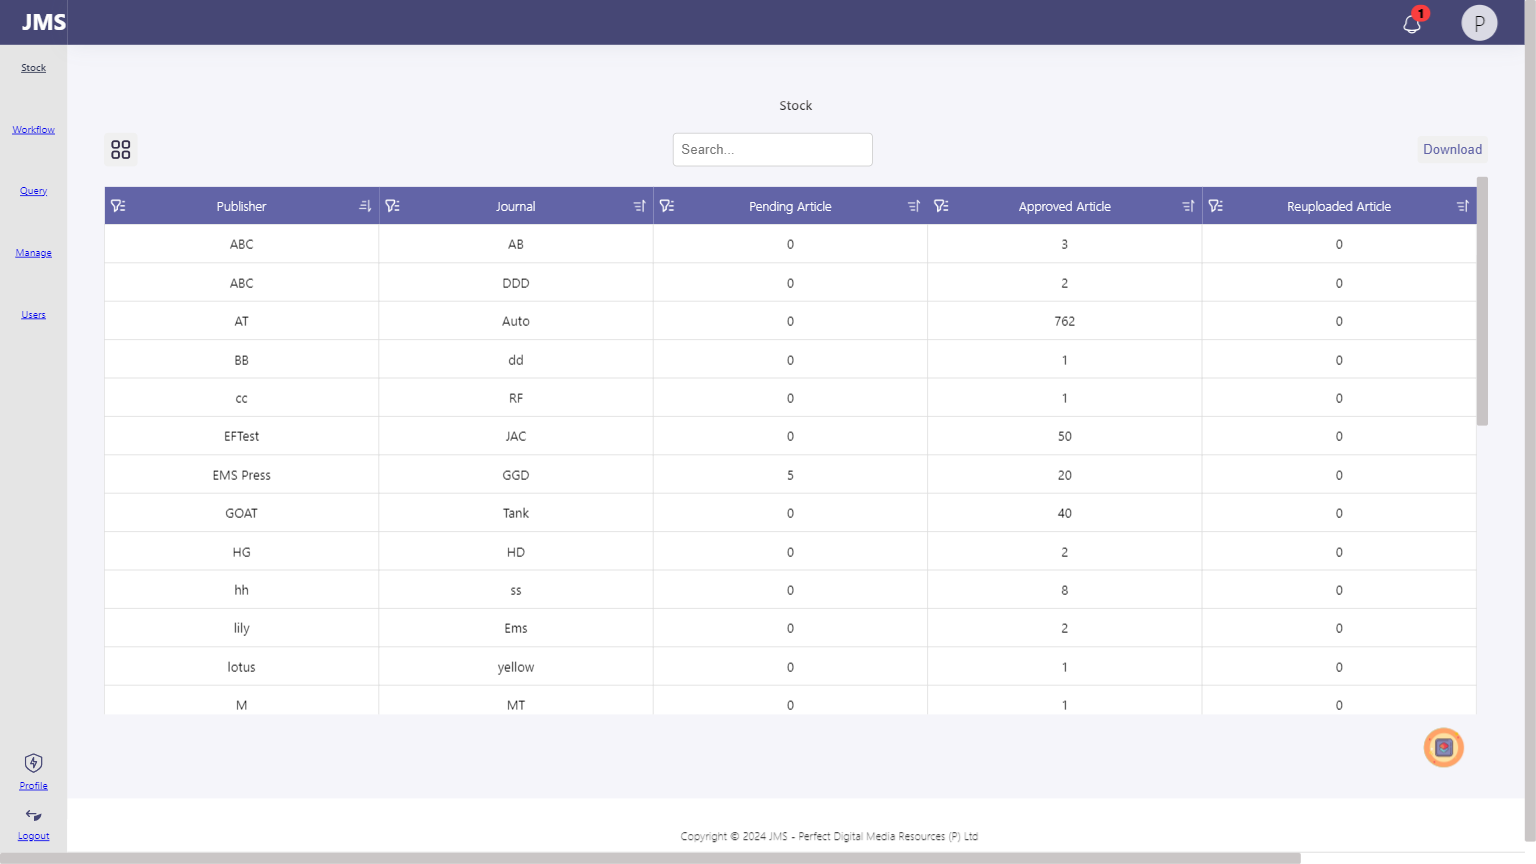 JMS
1
P
Stock
Workflow
Query
Manage
Users
Profile
Logout
Stock
Search...
Download
Publisher Journal Pending Article Approved Article Reuploaded Article
ABC AB 0 3 0
ABC DDD 0 2 0
AT Auto 0 762 0
BB dd 0 1 0
cc RF 0 1 0
EFTest JAC 0 50 0
EMS Press GGD 5 20 0
GOAT Tank 0 40 0
HG HD 0 2 0
hh ss 0 8 0
lily Ems 0 2 0
lotus yellow 0 1 0
M MT 0 1 0
Copyright © 2024 JMS - Perfect Digital Media Resources (P) Ltd